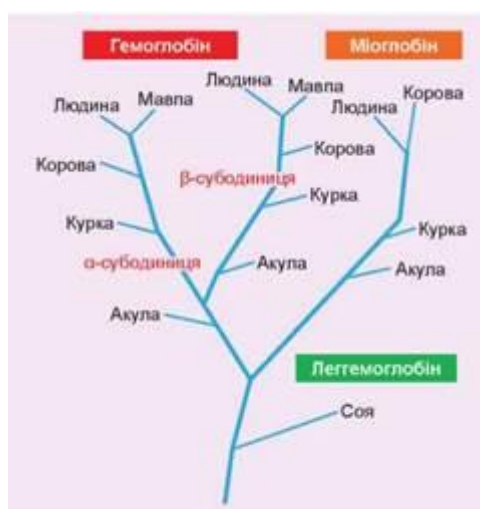 Гемоглобін
Міоглобін
Людина
Мавпа
Людина
Мавпа
Людина
Корова
Корова
Корова
β-субодиниця
Курка
Курка
Курка
α-субодиниця
Акула
Акула
Акула
Леггемоглобін
Соя